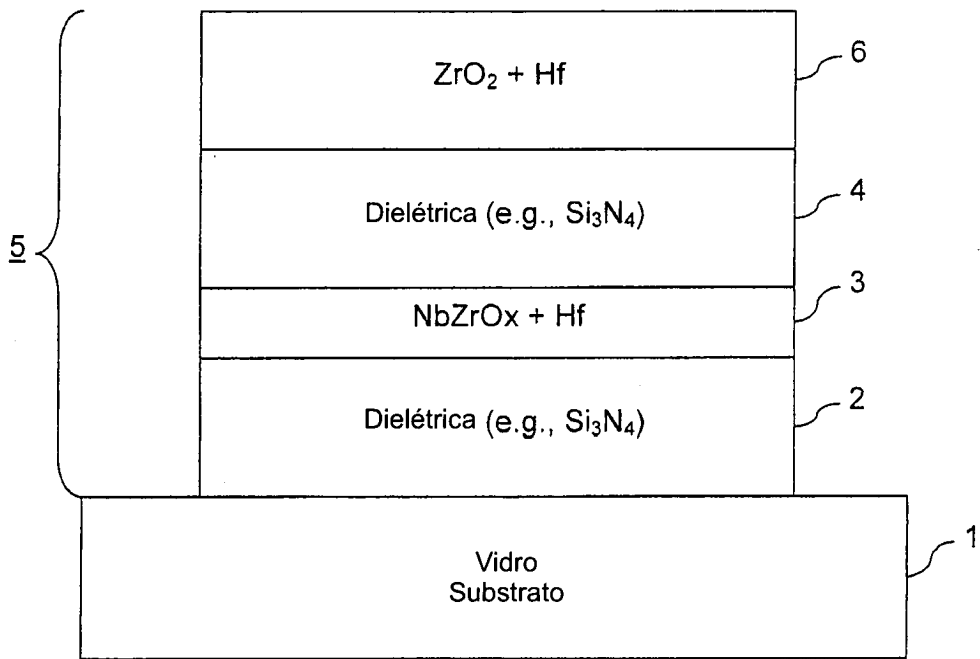 ZrO₂ + Hf
6
Dielétrica (e.g., Si₃N₄)
4
5
NbZrOx + Hf
3
Dielétrica (e.g., Si₃N₄)
2
Vidro
Substrato
1